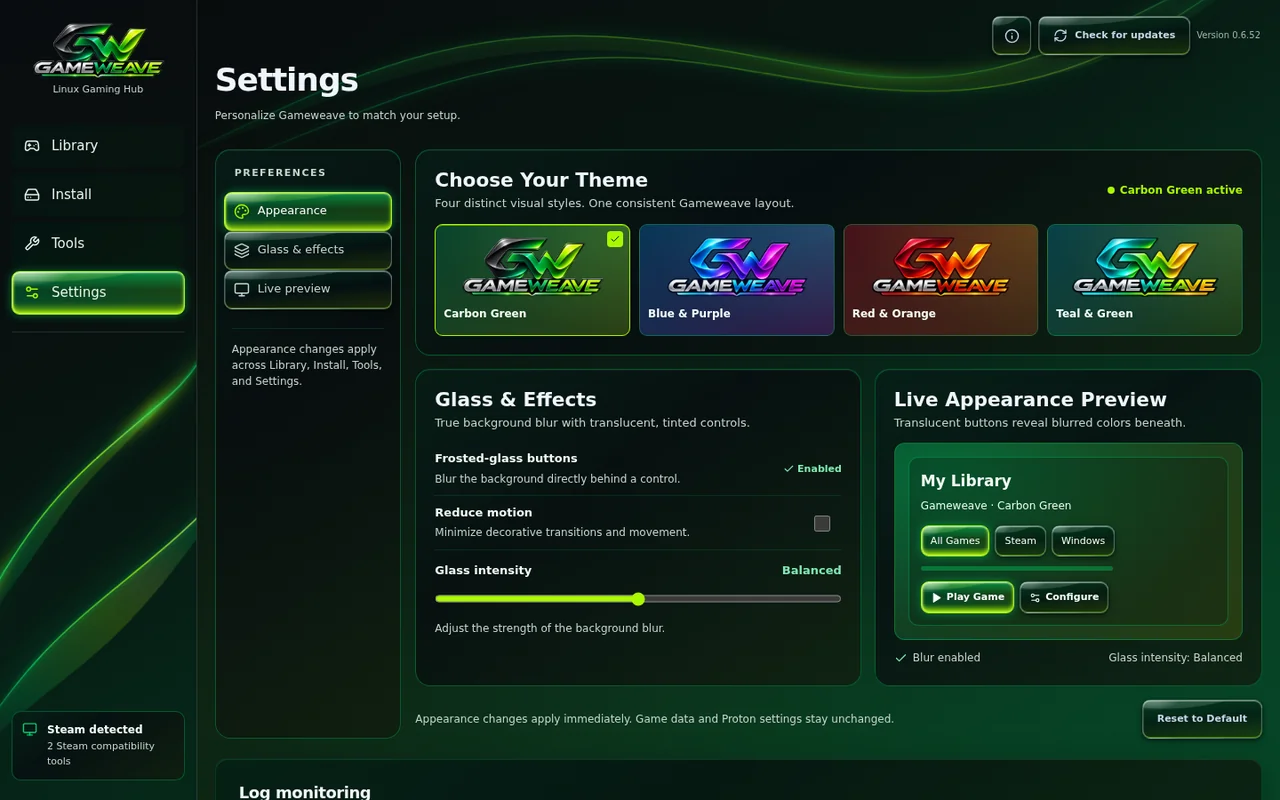 GAMEWEAVE
Linux Gaming Hub
Library
Install
Tools
Settings
Steam detected
2 Steam compatibility
tools
Check for updates
Version 0.6.52
Settings
Personalize Gameweave to match your setup.
PREFERENCES
Appearance
Glass & effects
Live preview
Appearance changes apply
across Library, Install, Tools,
and Settings.
Choose Your Theme
Four distinct visual styles. One consistent Gameweave layout.
Carbon Green active
GW GAMEWEAVE
Carbon Green
GW GAMEWEAVE
Blue & Purple
GW GAMEWEAVE
Red & Orange
GW GAMEWEAVE
Teal & Green
Glass & Effects
True background blur with translucent, tinted controls.
Frosted-glass buttons
Blur the background directly behind a control.
Enabled
Reduce motion
Minimize decorative transitions and movement.
Glass intensity
Balanced
Adjust the strength of the background blur.
Live Appearance Preview
Translucent buttons reveal blurred colors beneath.
My Library
Gameweave · Carbon Green
All Games Steam Windows
Play Game Configure
Blur enabled
Glass intensity: Balanced
Appearance changes apply immediately. Game data and Proton settings stay unchanged.
Reset to Default
Log monitoring